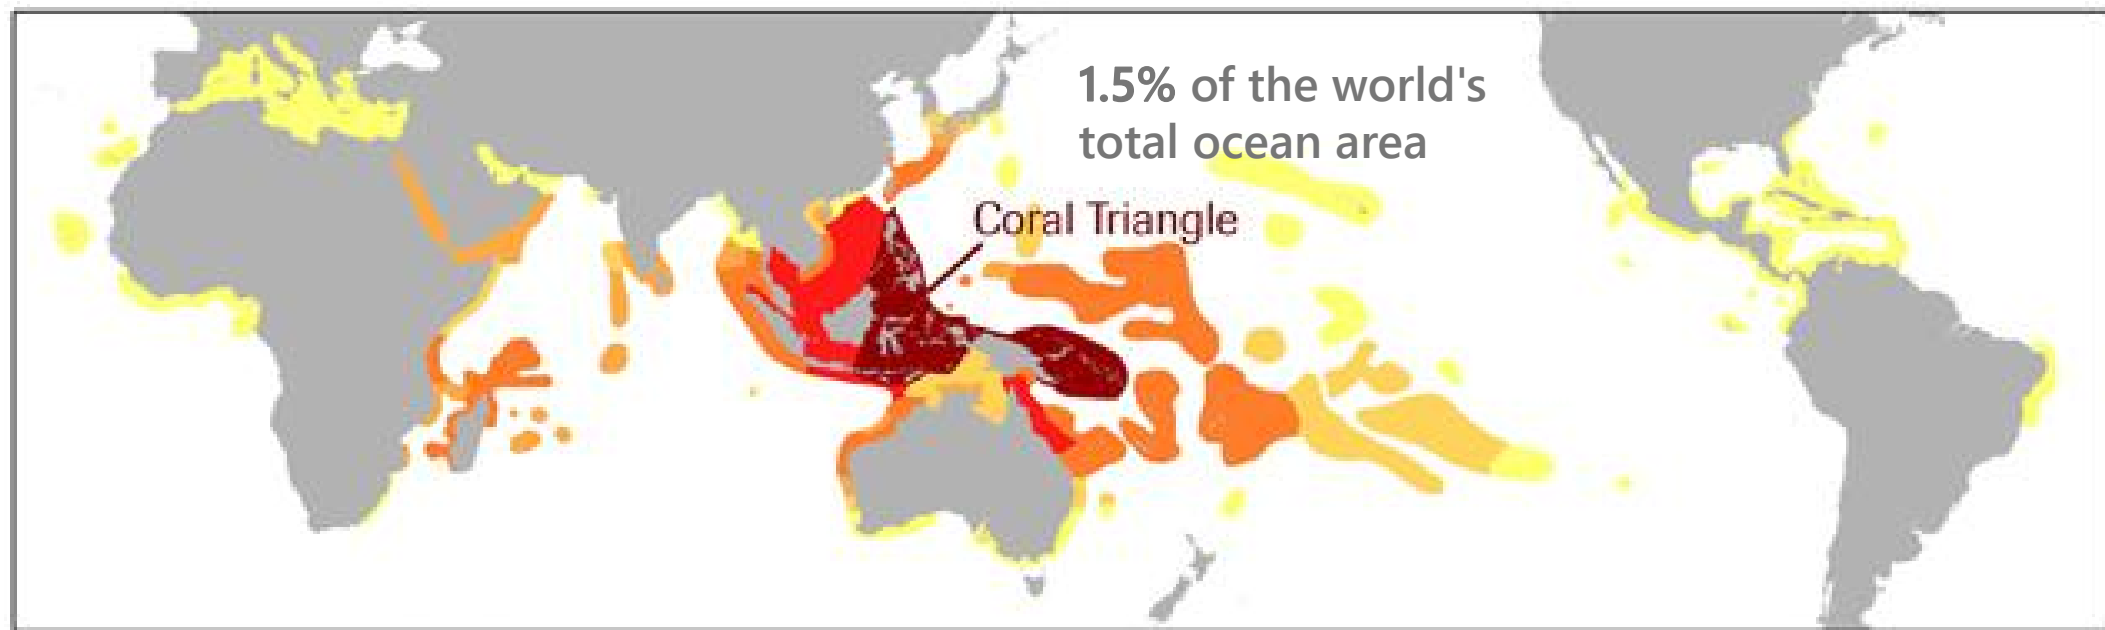 1.5% of the world's
total ocean area
Coral Triangle